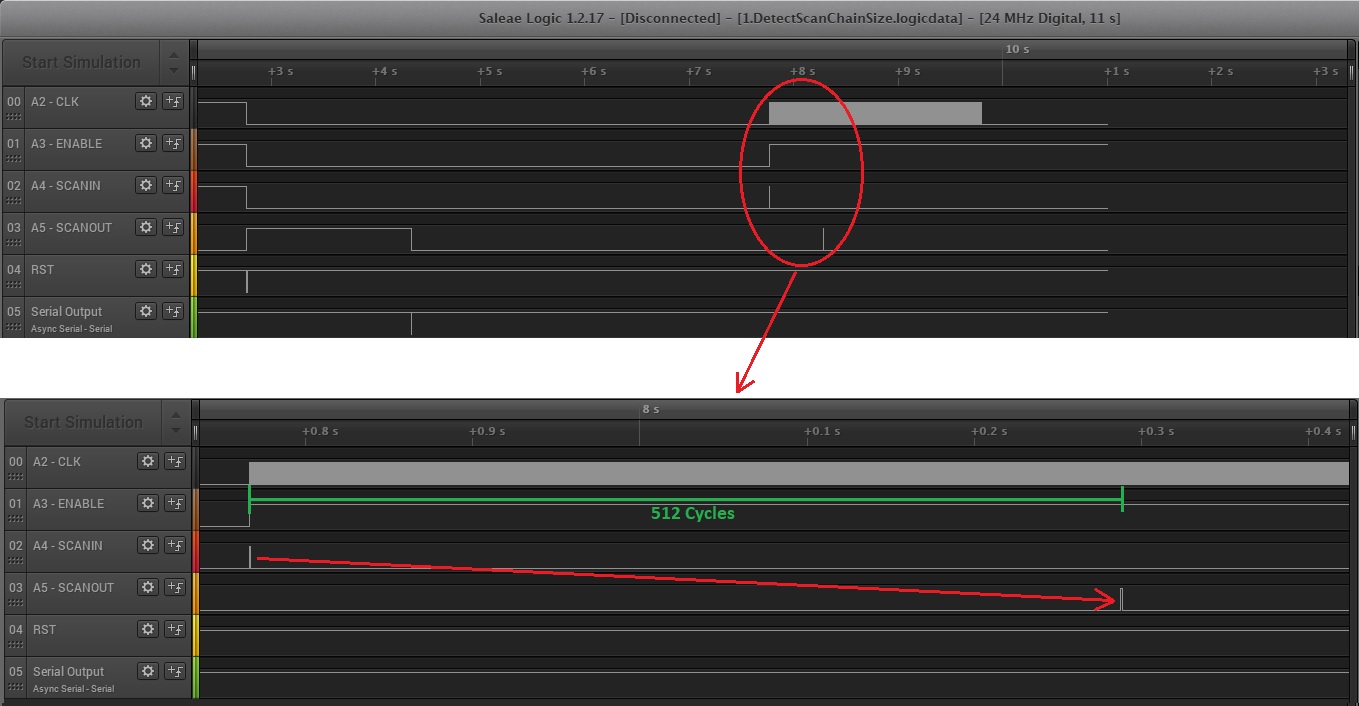 Saleae Logic 1.2.17 - [Disconnected] - [1.DetectScanChainSize.logicdata] - [24 MHz Digital, 11 s]
Start Simulation
10 s
+3 s +4 s +5 s +6 s +7 s +8 s +9 s +1 s +2 s +3 s
00 A2 - CLK
01 A3 - ENABLE
02 A4 - SCANIN
03 A5 - SCANOUT
04 RST
05 Serial Output
Async Serial - Serial
Start Simulation
8 s
+0.8 s +0.9 s +0.1 s +0.2 s +0.3 s +0.4 s
00 A2 - CLK
01 A3 - ENABLE
512 Cycles
02 A4 - SCANIN
03 A5 - SCANOUT
04 RST
05 Serial Output
Async Serial - Serial